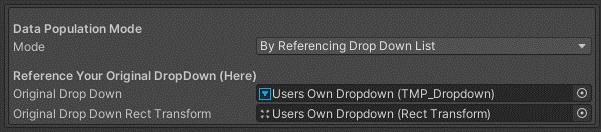 Data Population Mode
Mode By Referencing Drop Down List
Reference Your Original DropDown (Here)
Original Drop Down Users Own Dropdown (TMP_Dropdown)
Original Drop Down Rect Transform Users Own Dropdown (Rect Transform)